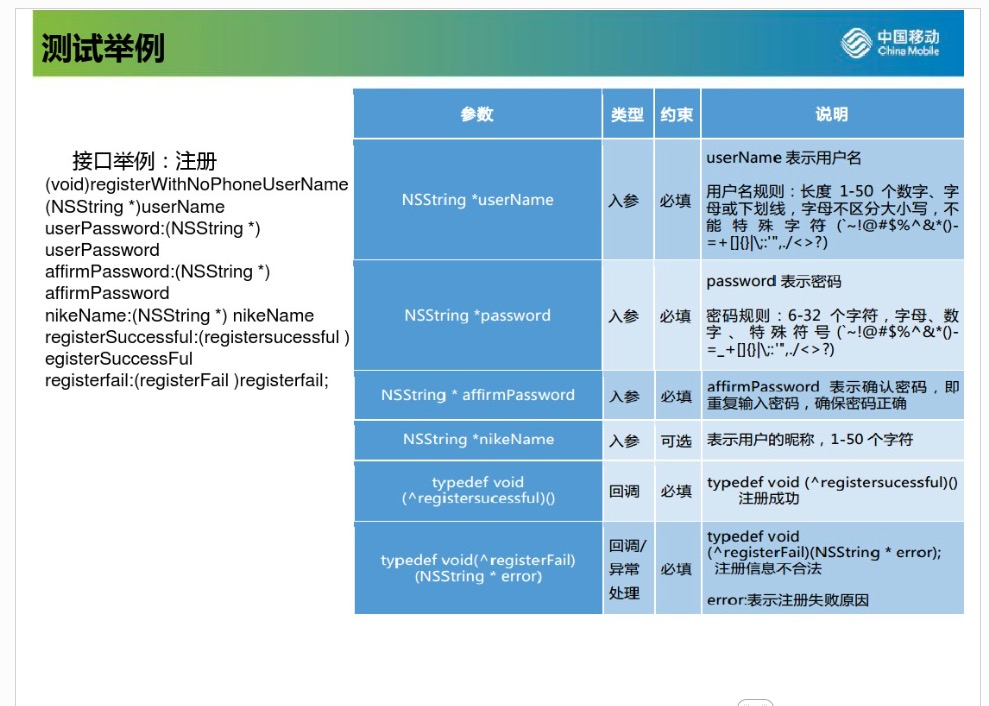 测试举例
中国移动
China Mobile
接口举例：注册
(void)registerWithNoPhoneUserName
(NSString *)userName
userPassword:(NSString *)
userPassword
affirmPassword:(NSString *)
affirmPassword
nikeName:(NSString *) nikeName
registerSuccessful:(registersucessful )
egisterSuccessFul
registerfail:(registerFail )registerfail;
参数 类型 约束 说明
NSString *userName 入参 必填
userName 表示用户名
用户名规则：长度 1-50 个数字、字
母或下划线，字母不区分大小写，不
能特殊字符(`~!@#$%^&*()-
=+[]{}|\;:'",./<>?)
NSString *password 入参 必填
password 表示密码
密码规则：6-32 个字符，字母、数
字、特殊符号(`~!@#$%^&*()-
=_+[]{}|\;:'",./<>?)
NSString * affirmPassword 入参 必填
affirmPassword 表示确认密码，即
重复输入密码，确保密码正确
NSString *nikeName 入参 可选 表示用户的昵称，1-50 个字符
typedef void
(^registersucessful)()
回调 必填
typedef void (^registersucessful)()
注册成功
typedef void(^registerFail)
(NSString * error)
回调/
异常
处理
必填
typedef void
(^registerFail)(NSString * error);
注册信息不合法
error:表示注册失败原因